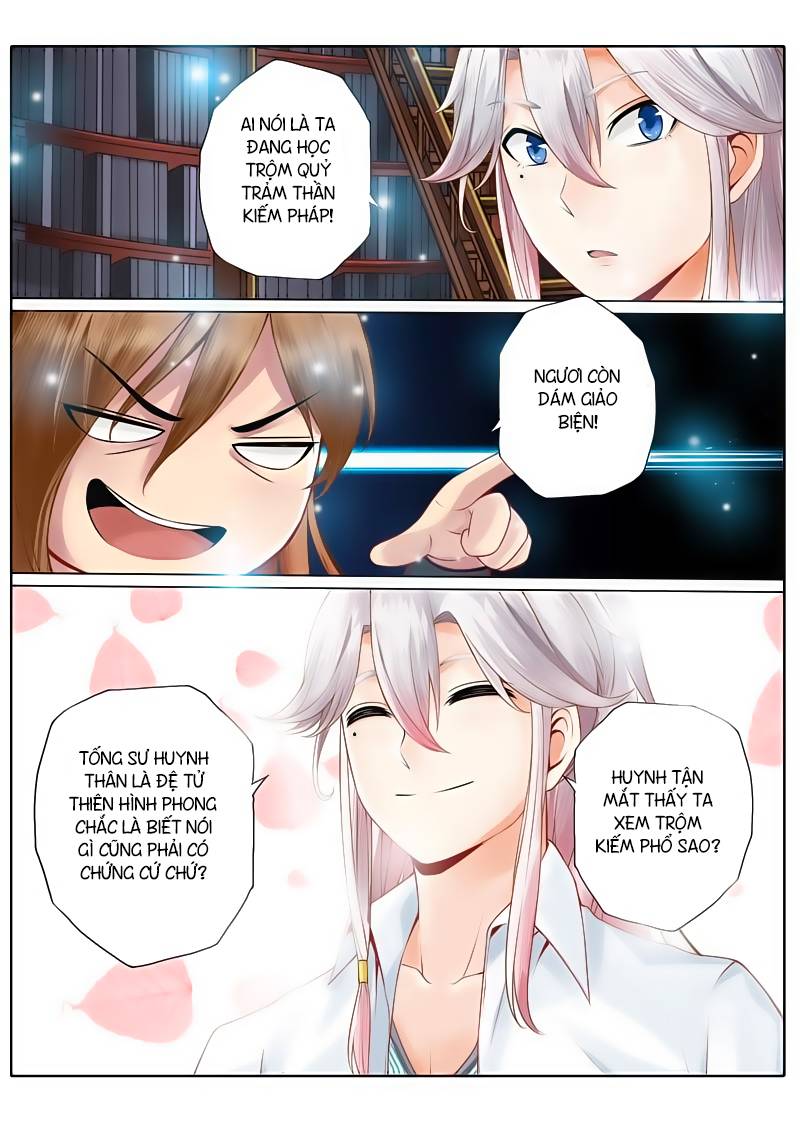 AI NÓI LÀ TA
ĐANG HỌC
TRỘM QUỶ
TRẢM THẦN
KIẾM PHÁP!
NGƯƠI CÒN
DÁM GIẢO
BIỆN!
TỐNG SƯ HUYNH
THÂN LÀ ĐỆ TỬ
THIÊN HÌNH PHONG
CHẮC LÀ BIẾT NÓI
GÌ CŨNG PHẢI CÓ
CHỨNG CỨ CHỨ?
HUYNH TẬN
MẮT THẤY TA
XEM TRỘM
KIẾM PHỔ SAO?